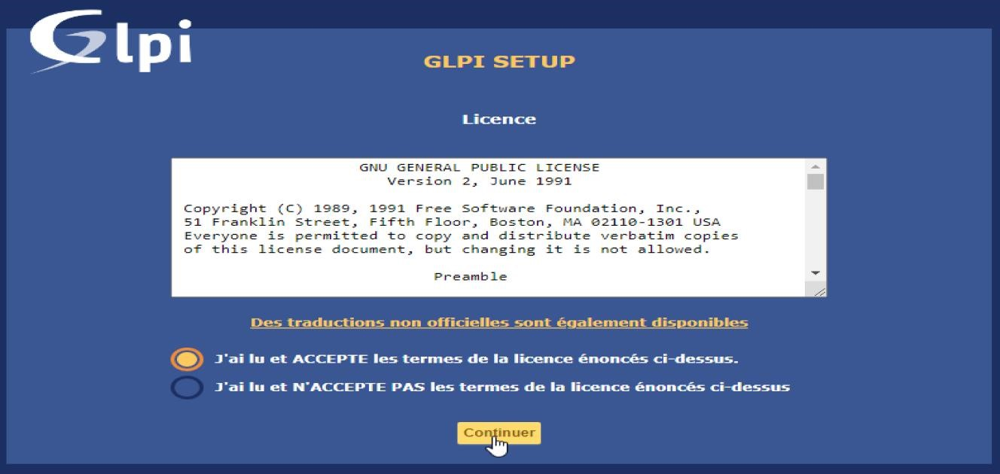 Glpi
GLPI SETUP
Licence
GNU GENERAL PUBLIC LICENSE
Version 2, June 1991
Copyright (C) 1989, 1991 Free Software Foundation, Inc.,
51 Franklin Street, Fifth Floor, Boston, MA 02110-1301 USA
Everyone is permitted to copy and distribute verbatim copies
of this license document, but changing it is not allowed.
Preamble
Des traductions non officielles sont également disponibles
J'ai lu et ACCEPTE les termes de la licence énoncés ci-dessus.
J'ai lu et N'ACCEPTE PAS les termes de la licence énoncés ci-dessus
Continuer